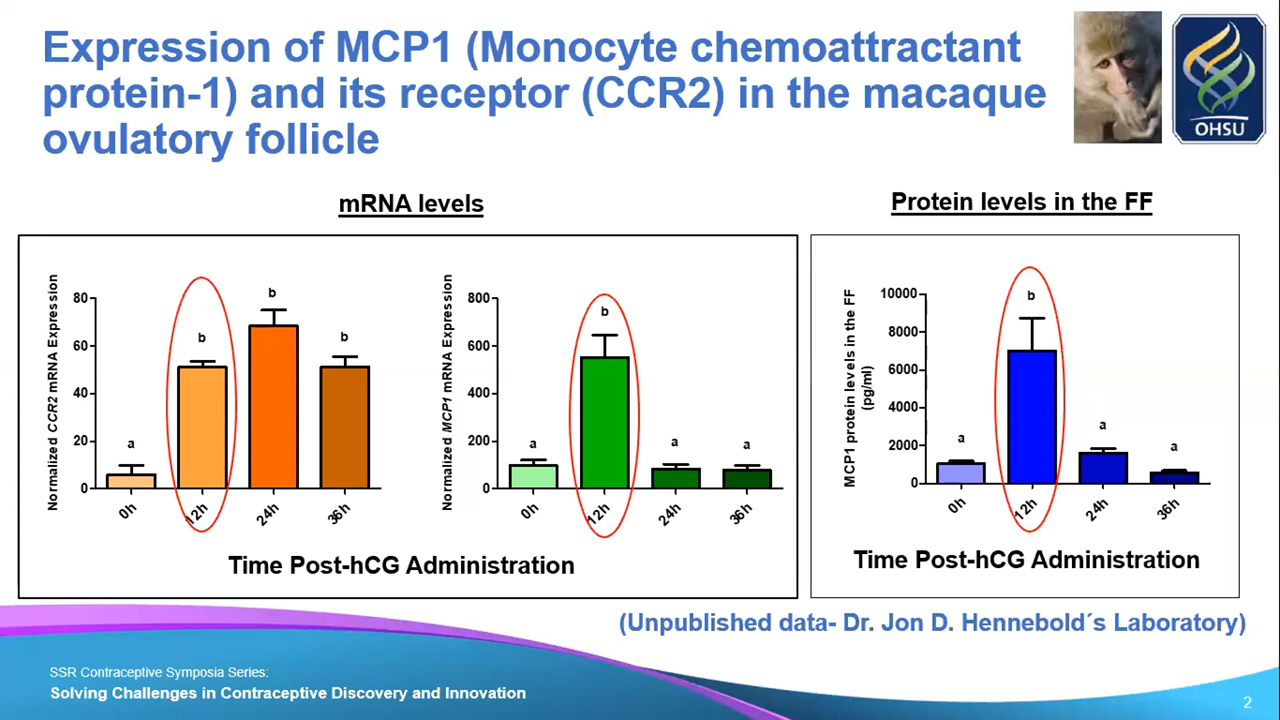 Expression of MCP1 (Monocyte chemoattractant
protein-1) and its receptor (CCR2) in the macaque
ovulatory follicle
OHSU
mRNA levels
Protein levels in the FF
Normalized CCR2 mRNA Expression
80
60
40
20
0
a
b
b
b
0h
12h
24h
36h
Normalized MCP1 mRNA Expression
800
600
400
200
0
a
b
a
a
0h
12h
24h
36h
Time Post-hCG Administration
MCP1 protein levels in the FF
(pg/ml)
10000
8000
6000
4000
2000
0
a
b
a
a
0h
12h
24h
36h
Time Post-hCG Administration
(Unpublished data- Dr. Jon D. Hennebold´s Laboratory)
SSR Contraceptive Symposia Series:
Solving Challenges in Contraceptive Discovery and Innovation
2